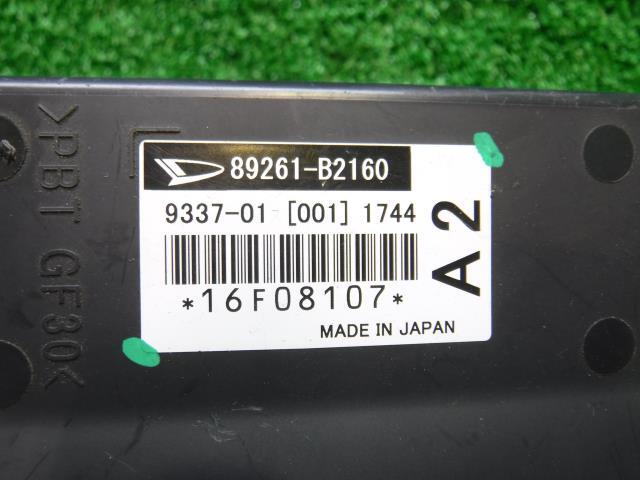 >PBT GF30<
89261-B2160
9337-01 [001] 1744
*16F08107*
A2
MADE IN JAPAN